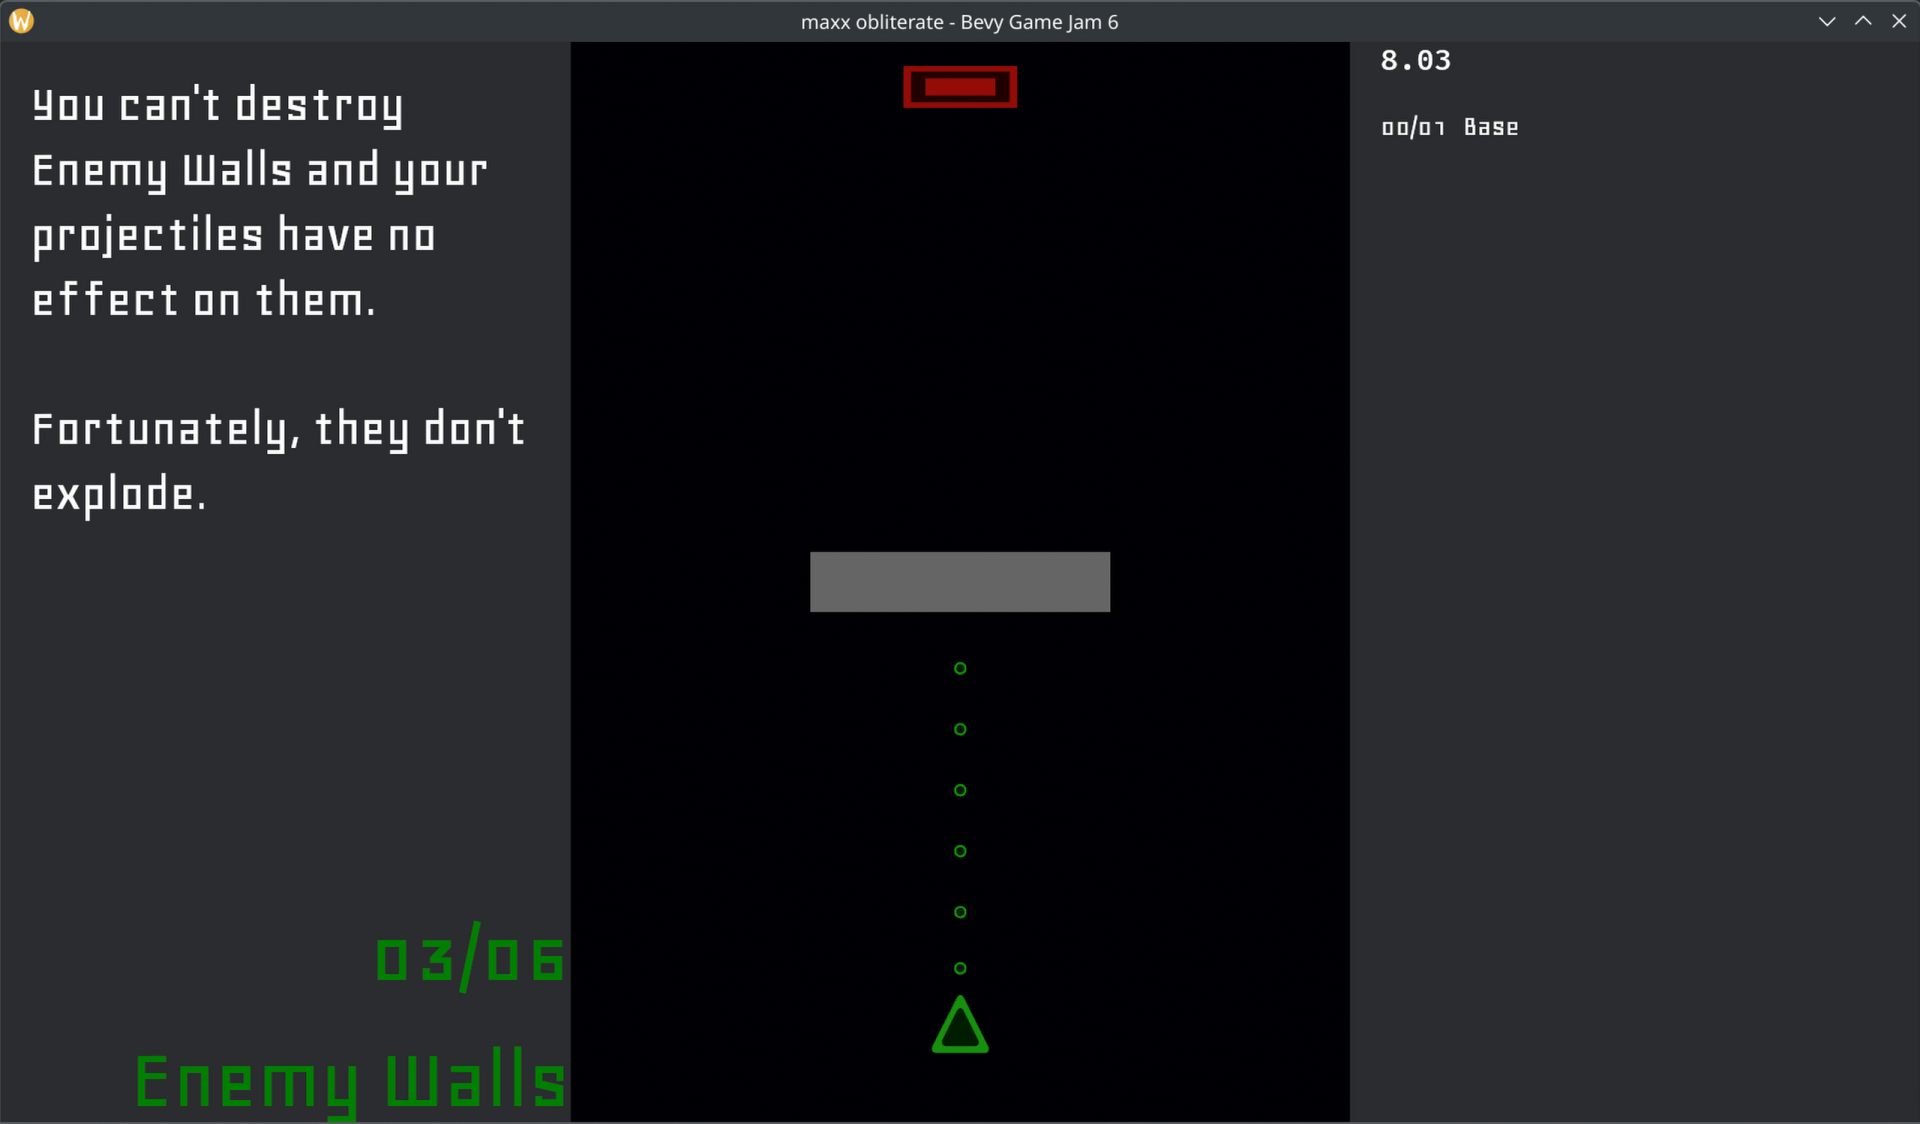 maxx obliterate - Bevy Game Jam 6
You can't destroy
Enemy Walls and your
projectiles have no
effect on them.
Fortunately, they don't
explode.
03/06
Enemy Walls
8.03
00/01 Base